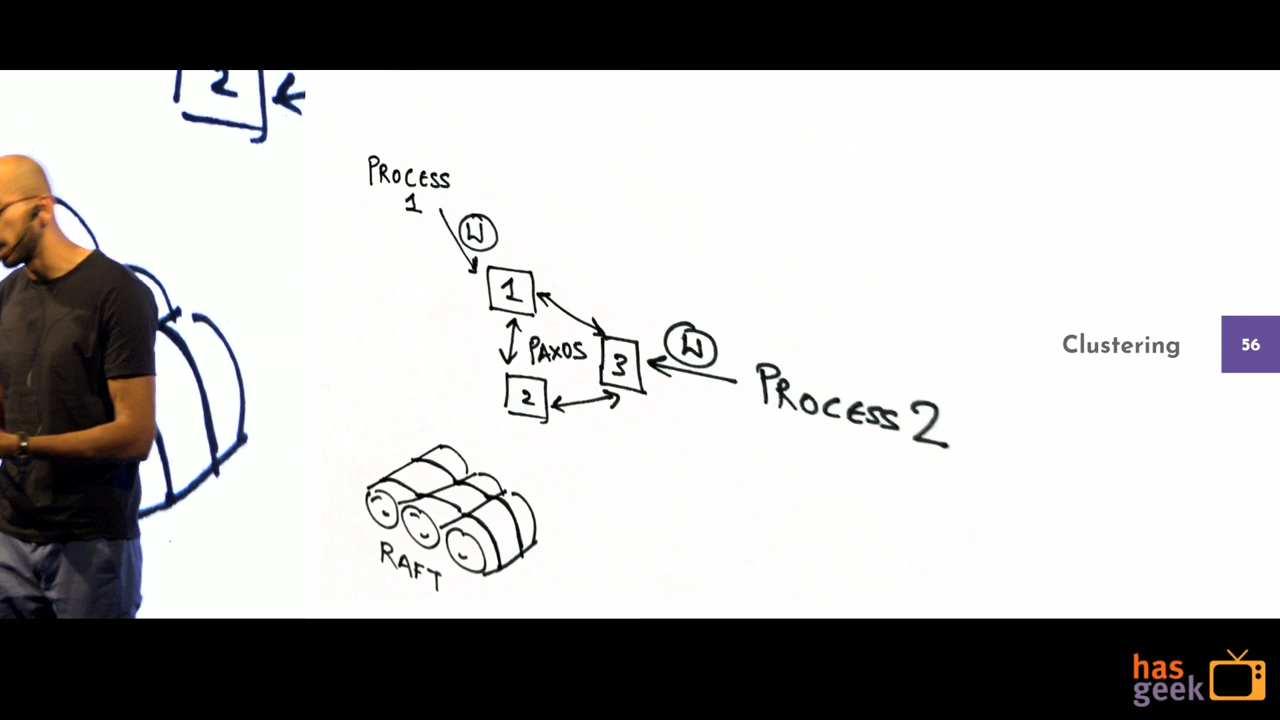 2
PROCESS
1
W
1
PAXOS
3
2
W
PROCESS 2
RAFT
Clustering
56
has
geek